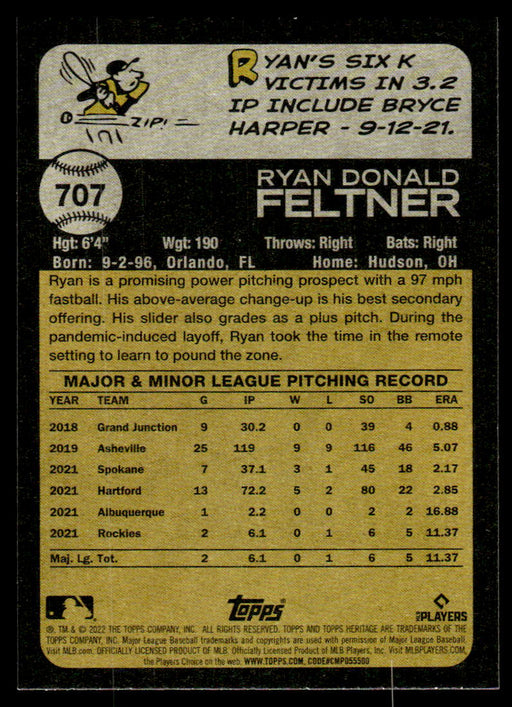 ZIP!
RYAN'S SIX K
VICTIMS IN 3.2
IP INCLUDE BRYCE
HARPER - 9-12-21.
707
RYAN DONALD
FELTNER
Hgt: 6'4" Wgt: 190 Throws: Right Bats: Right
Born: 9-2-96, Orlando, FL Home: Hudson, OH
Ryan is a promising power pitching prospect with a 97 mph
fastball. His above-average change-up is his best secondary
offering. His slider also grades as a plus pitch. During the
pandemic-induced layoff, Ryan took the time in the remote
setting to learn to pound the zone.
MAJOR & MINOR LEAGUE PITCHING RECORD
YEAR TEAM G IP W L SO BB ERA
2018 Grand Junction 9 30.2 0 0 39 4 0.88
2019 Asheville 25 119 9 9 116 46 5.07
2021 Spokane 7 37.1 3 1 45 18 2.17
2021 Hartford 13 72.2 5 2 80 22 2.85
2021 Albuquerque 1 2.2 0 0 2 2 16.88
2021 Rockies 2 6.1 0 1 6 5 11.37
Maj. Lg. Tot. 2 6.1 0 1 6 5 11.37
Topps
PLAYERS
®, TM & © 2022 THE TOPPS COMPANY, INC. ALL RIGHTS RESERVED. TOPPS AND TOPPS HERITAGE ARE TRADEMARKS OF
THE TOPPS COMPANY, INC. Major League Baseball trademarks and copyrights are used with permission of Major League Baseball.
Visit MLB.com. OFFICIALLY LICENSED PRODUCT OF MLB Players, Inc. Visit MLBPLAYERS.com,
the Players Choice on the web. WWW.TOPPS.COM, CODE#CMP055500